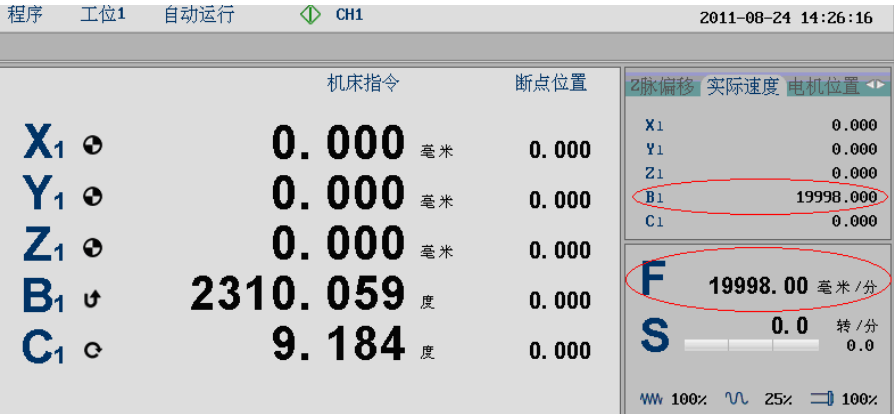 程序 工位1 自动运行 CH1 2011-08-24 14:26:16
机床指令 断点位置
X1 0.000 毫米 0.000
Y1 0.000 毫米 0.000
Z1 0.000 毫米 0.000
B1 2310.059 度 0.000
C1 9.184 度 0.000
Z脉偏移 实际速度 电机位置
X1 0.000
Y1 0.000
Z1 0.000
B1 19998.000
C1 0.000
F 19998.00 毫米/分
S 0.0 转/分
0.0
100% 25% 100%